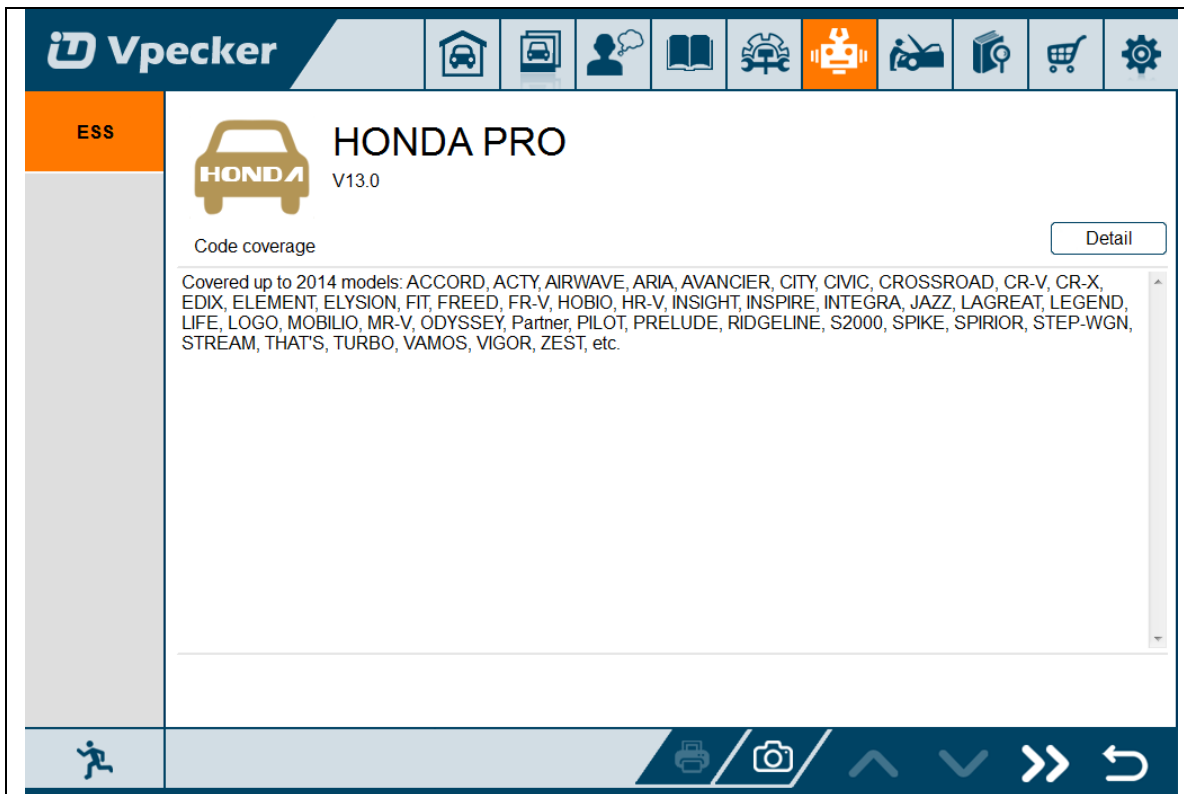 Vpecker
ESS
HONDA
HONDA PRO
V13.0
Code coverage
Detail
Covered up to 2014 models: ACCORD, ACTY, AIRWAVE, ARIA, AVANCIER, CITY, CIVIC, CROSSROAD, CR-V, CR-X,
EDIX, ELEMENT, ELYSION, FIT, FREED, FR-V, HOBIO, HR-V, INSIGHT, INSPIRE, INTEGRA, JAZZ, LAGREAT, LEGEND,
LIFE, LOGO, MOBILIO, MR-V, ODYSSEY, Partner, PILOT, PRELUDE, RIDGELINE, S2000, SPIKE, SPIRIOR, STEP-WGN,
STREAM, THAT'S, TURBO, VAMOS, VIGOR, ZEST, etc.